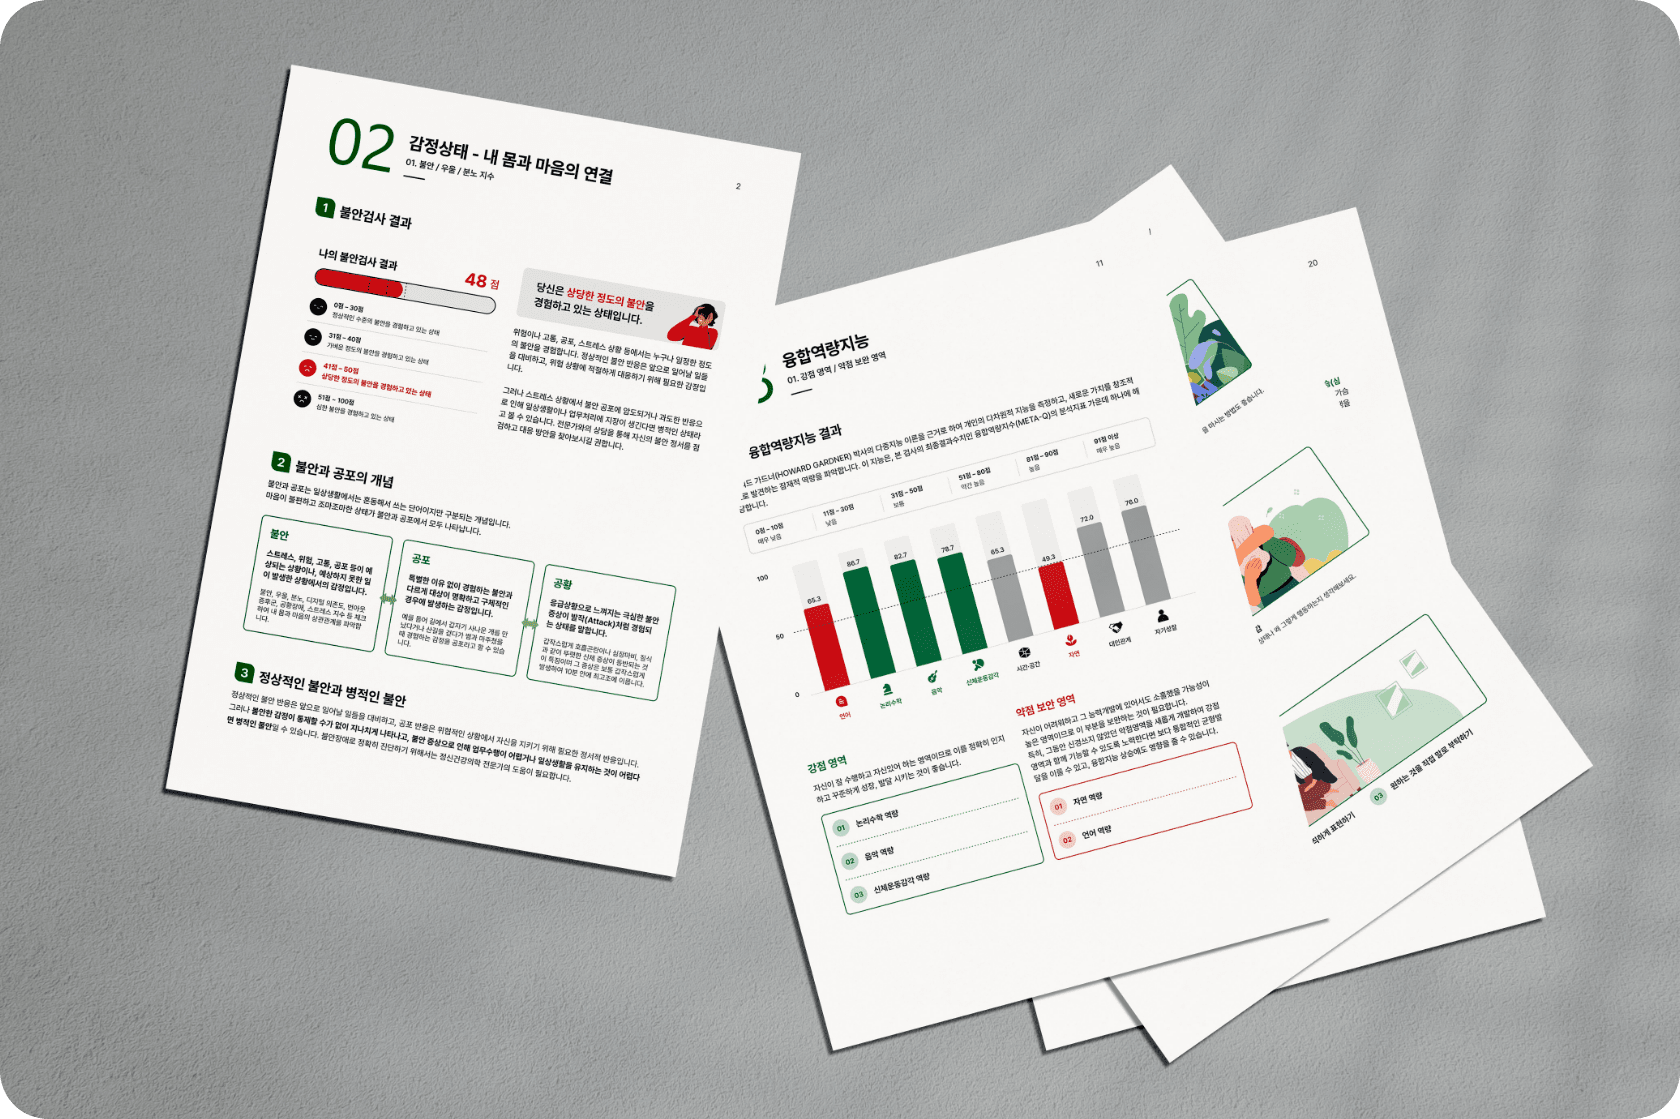 02
감정상태 - 내 몸과 마음의 연결
01. 불안 / 우울 / 분노 지수
2
1 불안검사 결과
나의 불안검사 결과
48 점
0점 - 30점
정상적인 수준의 불안을 경험하고 있는 상태
31점 - 40점
가벼운 정도의 불안을 경험하고 있는 상태
41점 - 50점
상당한 정도의 불안을 경험하고 있는 상태
51점 - 100점
심한 불안을 경험하고 있는 상태
당신은 상당한 정도의 불안을
경험하고 있는 상태입니다.
위험이나 고통, 공포, 스트레스 상황 등에서는 누구나 일정한 정도
의 불안을 경험합니다. 정상적인 불안 반응은 앞으로 일어날 일들
을 대비하고, 위험 상황에 적절하게 대응하기 위해 필요한 감정입
니다.
그러나 스트레스 상황에서 불안 공포에 압도되거나 과도한 반응으
로 인해 일상생활이나 업무처리에 지장이 생긴다면 병적인 상태라
고 볼 수 있습니다. 전문가와의 상담을 통해 자신의 불안 정서를 점
검하고 대응 방안을 찾아보시길 권합니다.
2 불안과 공포의 개념
불안과 공포는 일상생활에서는 혼동해서 쓰는 단어이지만 구분되는 개념입니다.
마음이 불편하고 조마조마한 상태가 불안과 공포에서 모두 나타납니다.
불안
스트레스, 위험, 고통, 공포 등이 예
상되는 상황이나, 예상하지 못한 일
이 발생한 상황에서의 감정입니다.
불안, 우울, 분노, 디지털 의존도, 번아웃
증후군, 공황장애, 스트레스 지수 등 체크
하여 내 몸과 마음의 상관관계를 파악합
니다.
공포
특별한 이유 없이 경험하는 불안과
다르게 대상이 명확하고 구체적인
경우에 발생하는 감정입니다.
예를 들어 길에서 갑자기 사나운 개를 만
났다거나 산길을 걷다가 뱀과 마주쳤을
때 경험하는 감정을 공포라고 할 수 있습
니다.
공황
응급상황으로 느껴지는 극심한 불안
증상이 발작(Attack)처럼 경험되
는 상태를 말합니다.
갑작스럽게 호흡곤란이나 심장마비, 질식
과 같이 뚜렷한 신체 증상이 동반되는 것
이 특징이며 그 증상은 보통 갑작스럽게
발생하여 10분 안에 최고조에 이릅니다.
3 정상적인 불안과 병적인 불안
정상적인 불안 반응은 앞으로 일어날 일들을 대비하고, 공포 반응은 위협적인 상황에서 자신을 지키기 위해 필요한 정서적 반응입니다.
그러나 불안한 감정이 통제할 수가 없이 지나치게 나타나고, 불안 증상으로 인해 업무수행이 어렵거나 일상생활을 유지하는 것이 어렵다
면 병적인 불안일 수 있습니다. 불안장애로 정확히 진단하기 위해서는 정신건강의학 전문가의 도움이 필요합니다.
11
융합역량지능
01. 강점 영역 / 약점 보완 영역
융합역량지능 결과
드 가드너(HOWARD GARDNER) 박사의 다중지능 이론을 근거로 하여 개인의 다차원적 지능을 측정하고, 새로운 가치를 창조적
로 발견하는 결재적 역량을 파악합니다. 이 지능은, 본 검사의 최종결과수치인 융합역량지수(META-Q)의 분석지표 가운데 하나에 해
당합니다.
0점 - 10점
매우 낮음
11점 - 30점
낮음
31점 - 50점
보통
51점 - 80점
약간 높음
81점 - 90점
높음
91점 이상
매우 높음
100
50
0
65.3
86.7
82.7
78.7
65.3
49.3
72.0
76.0
언어
논리수학
음악
신체운동감각
시간·공간
자연
대인관계
자기성찰
강점 영역
자신이 잘 수행하고 자신있어 하는 영역이므로 이를 정확히 인지
하고 꾸준하게 성장, 발달 시키는 것이 좋습니다.
01 논리수학 역량
02 음악 역량
03 신체운동감각 역량
약점 보안 영역
자신이 어려워하고 그 능력개발에 있어서도 소홀했을 가능성이
높은 영역이므로 이 부분을 보완하는 것이 필요합니다.
특히, 그동안 신경쓰지 않았던 약점영역을 새롭게 개발하여 강점
영역과 함께 기능할 수 있도록 노력한다면 보다 통합적인 균형발
달을 이룰 수 있고, 융합지능 상승에도 영향을 줄 수 있습니다.
01 자연 역량
02 언어 역량
20
을 마시는 방법도 좋습니다.
가슴
상태나 왜 그렇게 행동하는지 생각해보세요.
03 원하는 것을 직접 말로 부탁하기
하게 표현하기